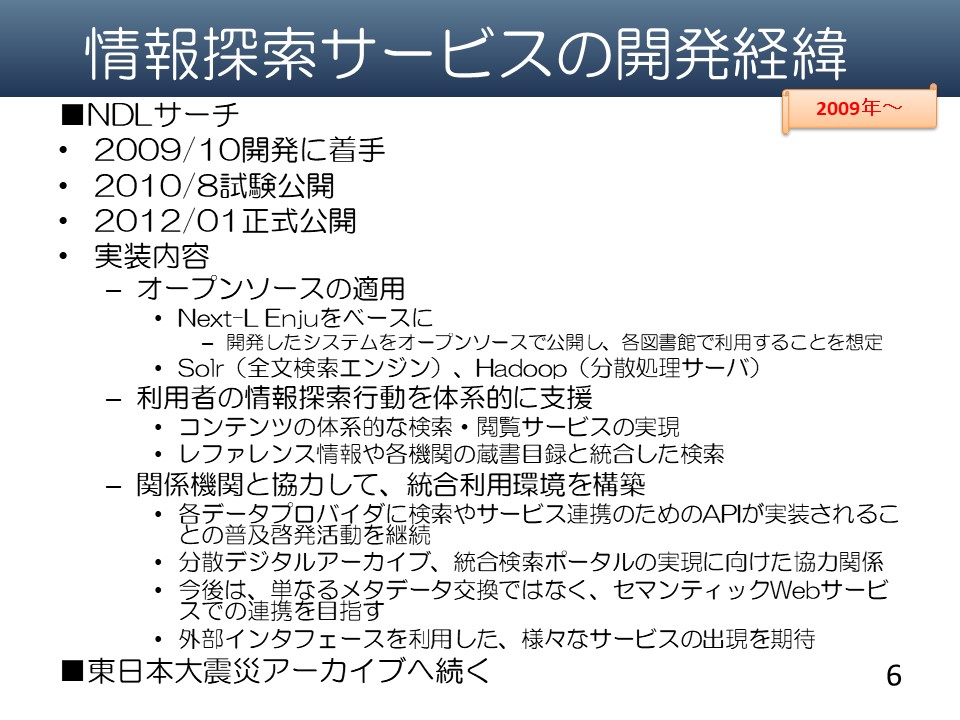 情報探索サービスの開発経緯
2009年～
■NDLサーチ
• 2009/10開発に着手
• 2010/8試験公開
• 2012/01正式公開
• 実装内容
– オープンソースの適用
• Next-L Enjuをベースに
– 開発したシステムをオープンソースで公開し、各図書館で利用することを想定
• Solr（全文検索エンジン）、Hadoop（分散処理サーバ）
– 利用者の情報探索行動を体系的に支援
• コンテンツの体系的な検索・閲覧サービスの実現
• レファレンス情報や各機関の蔵書目録と統合した検索
– 関係機関と協力して、統合利用環境を構築
• 各データプロバイダに検索やサービス連携のためのAPIが実装されるこ
との普及啓発活動を継続
• 分散デジタルアーカイブ、統合検索ポータルの実現に向けた協力関係
• 今後は、単なるメタデータ交換ではなく、セマンティックWebサービ
スでの連携を目指す
• 外部インタフェースを利用した、様々なサービスの出現を期待
■東日本大震災アーカイブへ続く
6